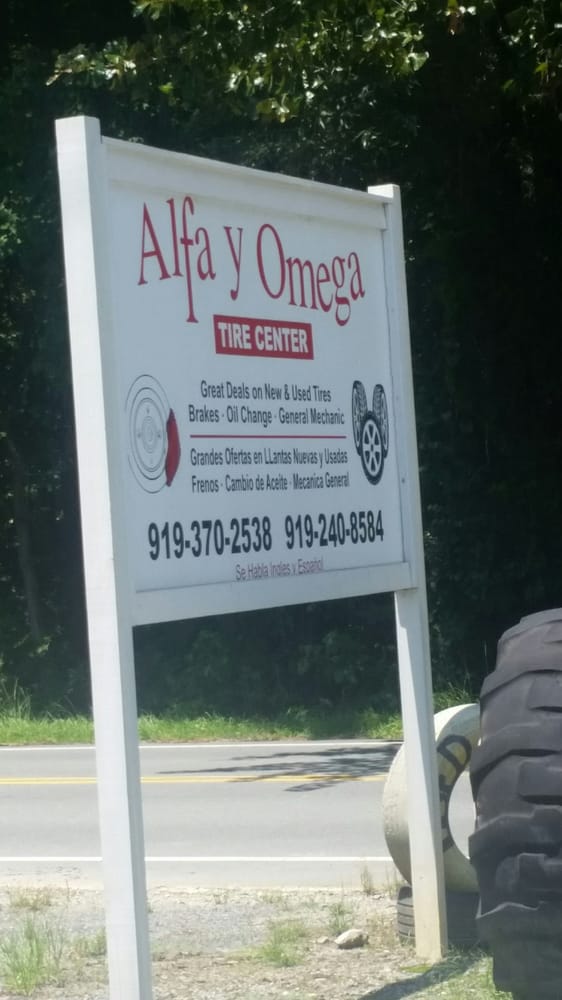 Alfa y Omega
TIRE CENTER
Great Deals on New & Used Tires
Brakes · Oil Change · General Mechanic
Grandes Ofertas en LLantas Nuevas y Usadas
Frenos · Cambio de Aceite · Mecanica General
919-370-2538 919-240-8584
Se Habla Ingles y Español